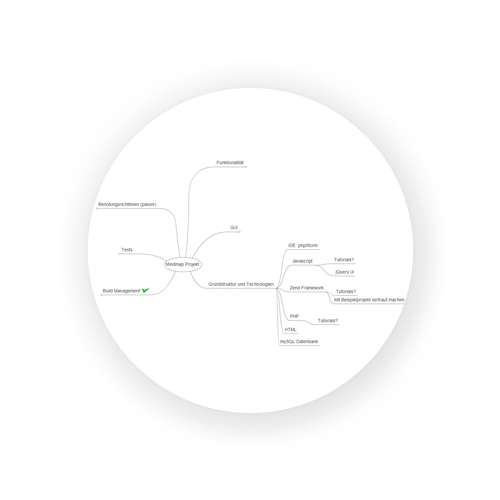 Funktionalität
Benotungsrichtlinien (passiv)
GUI
Tests
Mindmap Projekt
Build Management
Grundstruktur und Technologien
IDE: phpStorm
Javascript
Tutorials?
jQuery UI
Zend Framework
Tutorials?
Mit Beispielprojekt vertraut machen
PHP
Tutorials?
HTML
mySQL Datenbank